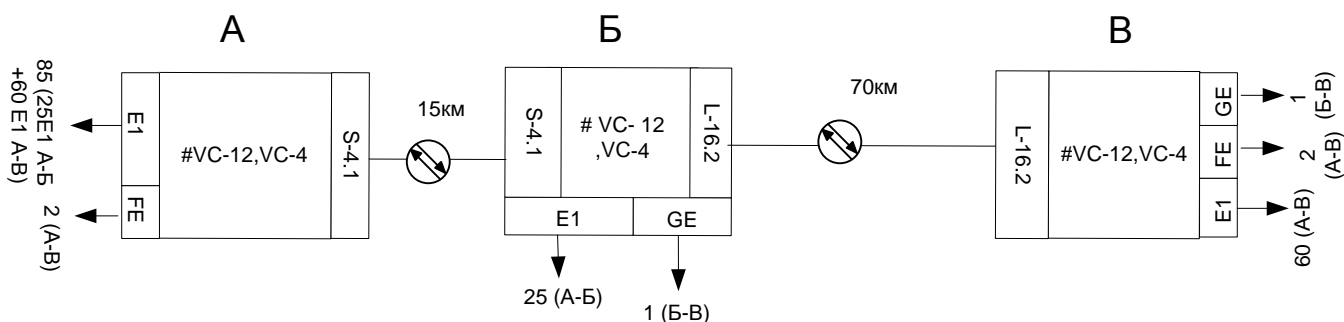 А
Б
В
85 (25E1 А-Б
+60 E1 А-В)
2 (А-В)
E1
FE
#VC-12,VC-4
S-4.1
15км
S-4.1
# VC- 12
,VC-4
L-16.2
E1
GE
25 (А-Б)
1 (Б-В)
70км
L-16.2
#VC-12,VC-4
GE
FE
E1
1
(Б-В)
2
(А-В)
60 (А-В)